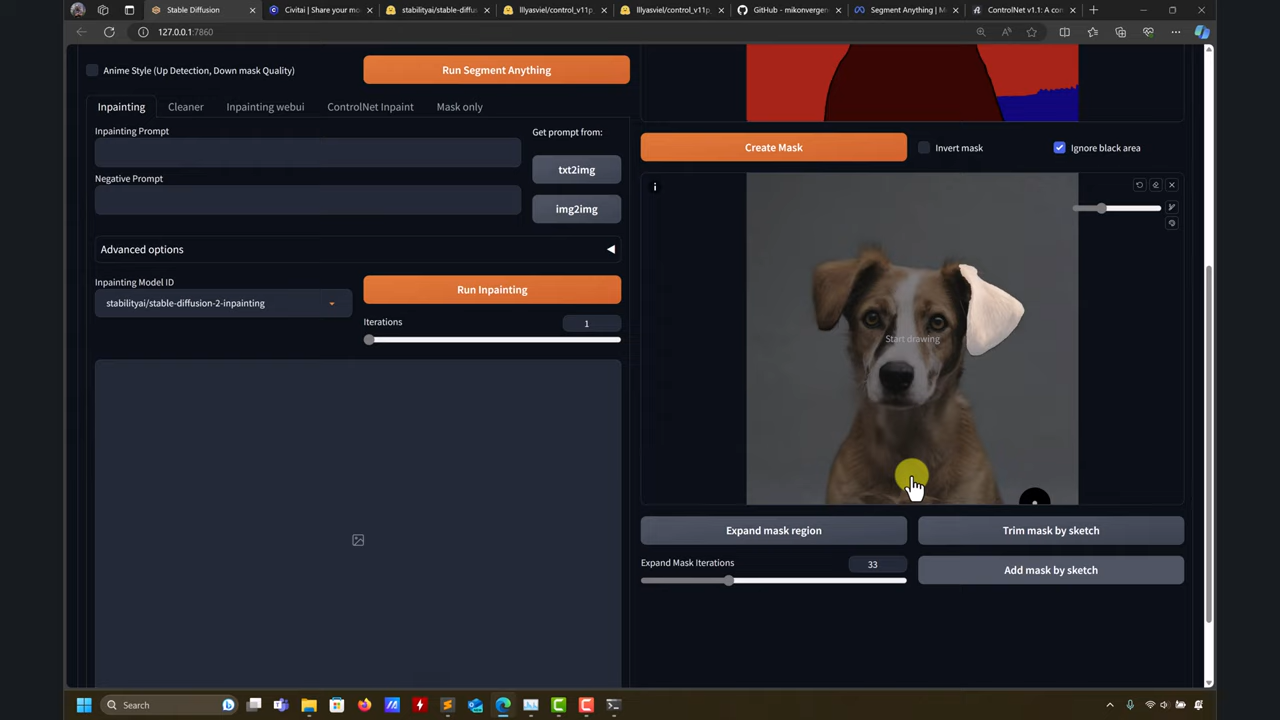 Stable Diffusion
Civitai | Share your m
stabilityai/stable-diffus
lllyasviel/control_v11p
lllyasviel/control_v11p
GitHub - mikonvergen
Segment Anything | M
ControlNet v1.1: A con
127.0.0.1:7860
Anime Style (Up Detection, Down mask Quality)
Run Segment Anything
Inpainting
Cleaner
Inpainting webui
ControlNet Inpaint
Mask only
Inpainting Prompt
Get prompt from:
txt2img
Negative Prompt
img2img
Advanced options
Inpainting Model ID
stabilityai/stable-diffusion-2-inpainting
Run Inpainting
Iterations
1
Create Mask
Invert mask
Ignore black area
Start drawing
Expand mask region
Trim mask by sketch
Expand Mask Iterations
33
Add mask by sketch
Search